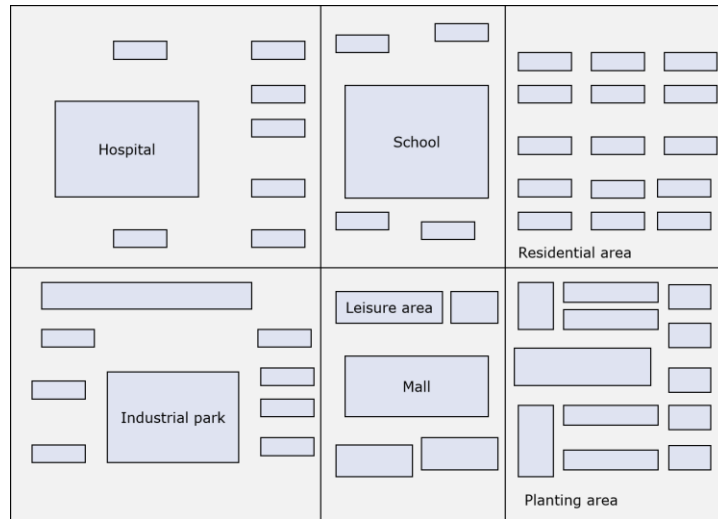 Hospital
School
Residential area
Leisure area
Mall
Industrial park
Planting area